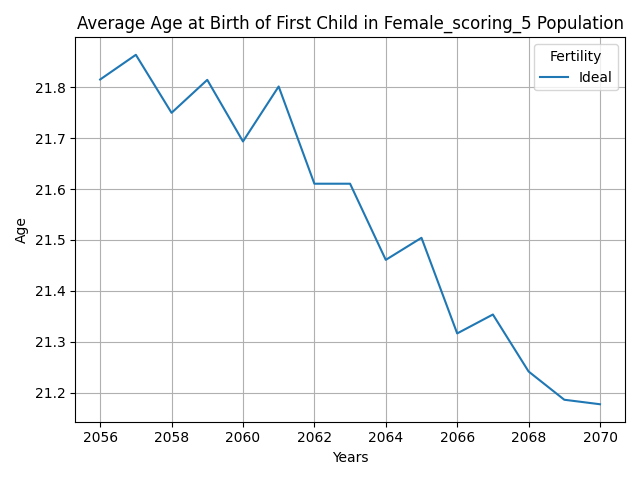 Average Age at Birth of First Child in Female_scoring_5 Population
Fertility
Ideal
21.8
21.7
21.6
21.5
21.4
21.3
21.2
Age
2056 2058 2060 2062 2064 2066 2068 2070
Years